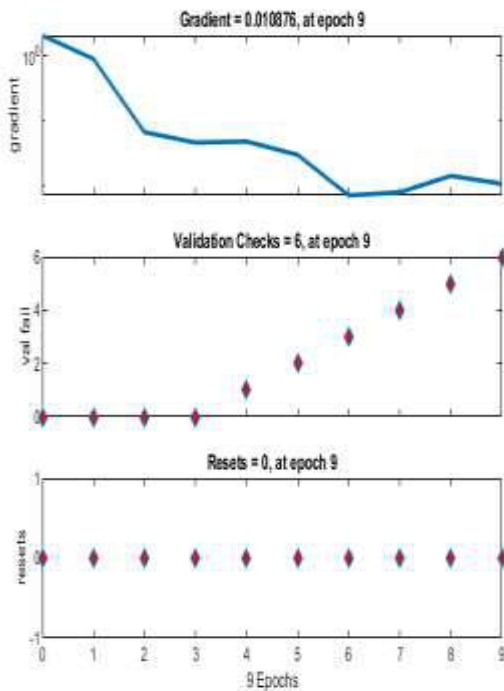 Gradient = 0.010876, at epoch 9
10⁰
gradient
Validation Checks = 6, at epoch 9
6
4
2
0
val fail
Resets = 0, at epoch 9
1
0
-1
resets
0 1 2 3 4 5 6 7 8 9
9 Epochs